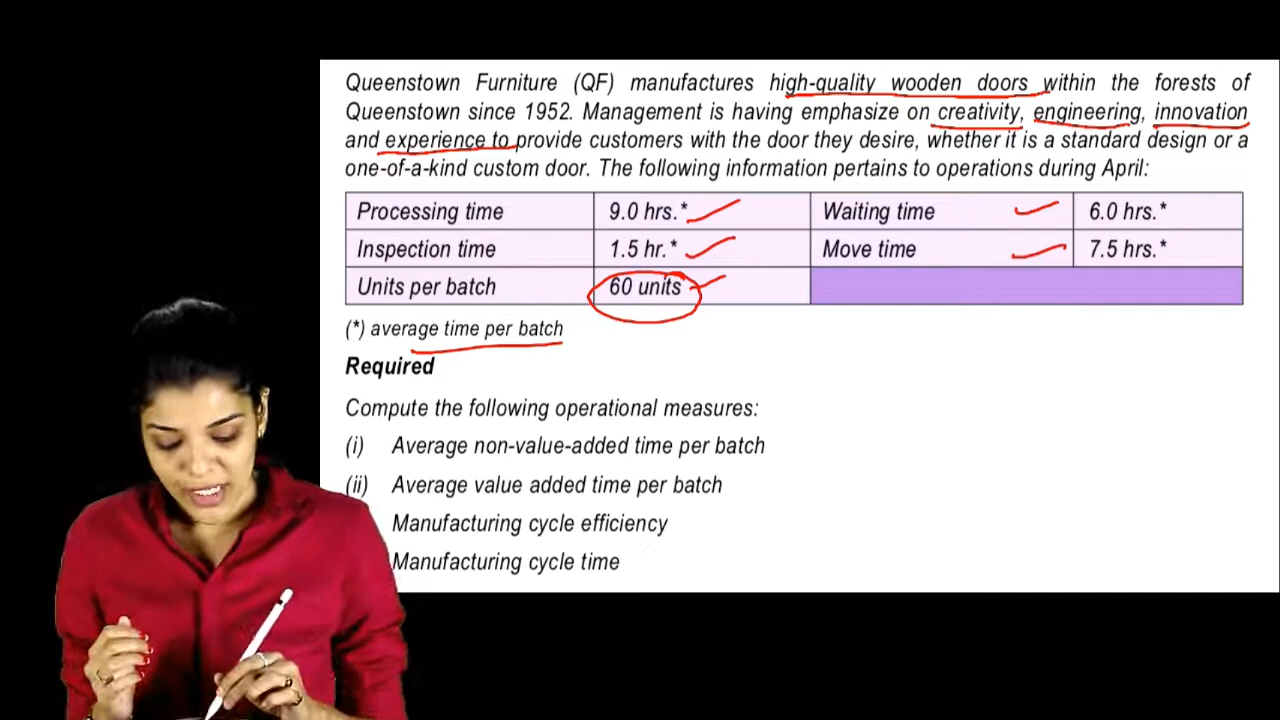 Queenstown Furniture (QF) manufactures high-quality wooden doors within the forests of
Queenstown since 1952. Management is having emphasize on creativity, engineering, innovation
and experience to provide customers with the door they desire, whether it is a standard design or a
one-of-a-kind custom door. The following information pertains to operations during April:
Processing time 9.0 hrs.* Waiting time 6.0 hrs.*
Inspection time 1.5 hr.* Move time 7.5 hrs.*
Units per batch 60 units
(*) average time per batch
Required
Compute the following operational measures:
(i) Average non-value-added time per batch
(ii) Average value added time per batch
Manufacturing cycle efficiency
Manufacturing cycle time